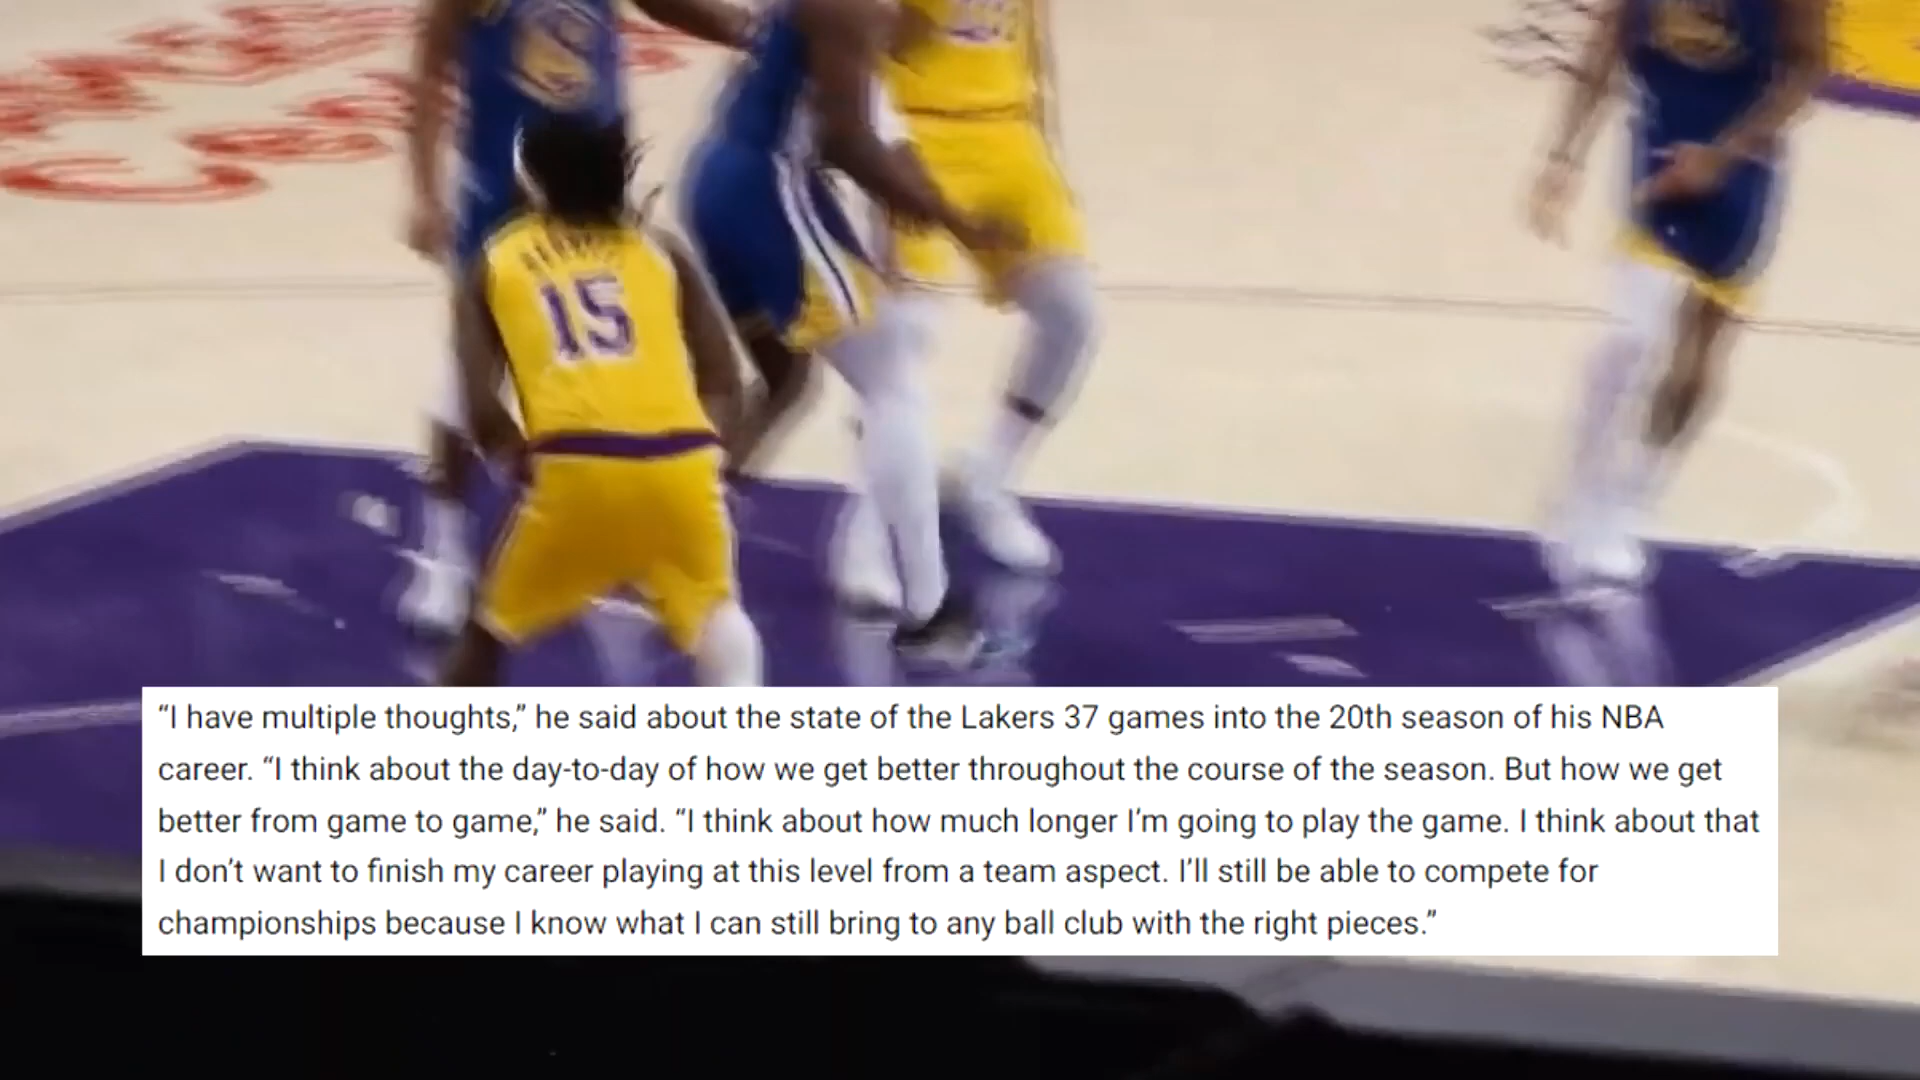 15
“I have multiple thoughts,” he said about the state of the Lakers 37 games into the 20th season of his NBA
career. “I think about the day-to-day of how we get better throughout the course of the season. But how we get
better from game to game,” he said. “I think about how much longer I’m going to play the game. I think about that
I don’t want to finish my career playing at this level from a team aspect. I’ll still be able to compete for
championships because I know what I can still bring to any ball club with the right pieces.”